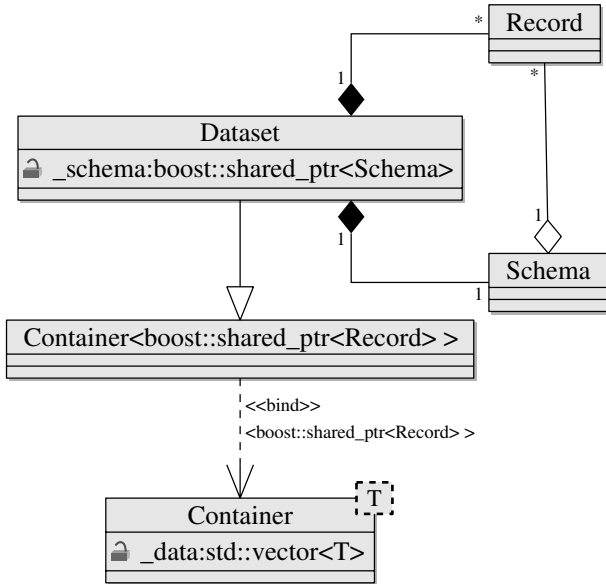 *
Record
*
1
Dataset
_schema:boost::shared_ptr<Schema>
1
1
Schema
1
Container<boost::shared_ptr<Record> >
<<bind>>
<boost::shared_ptr<Record> >
T
Container
_data:std::vector<T>